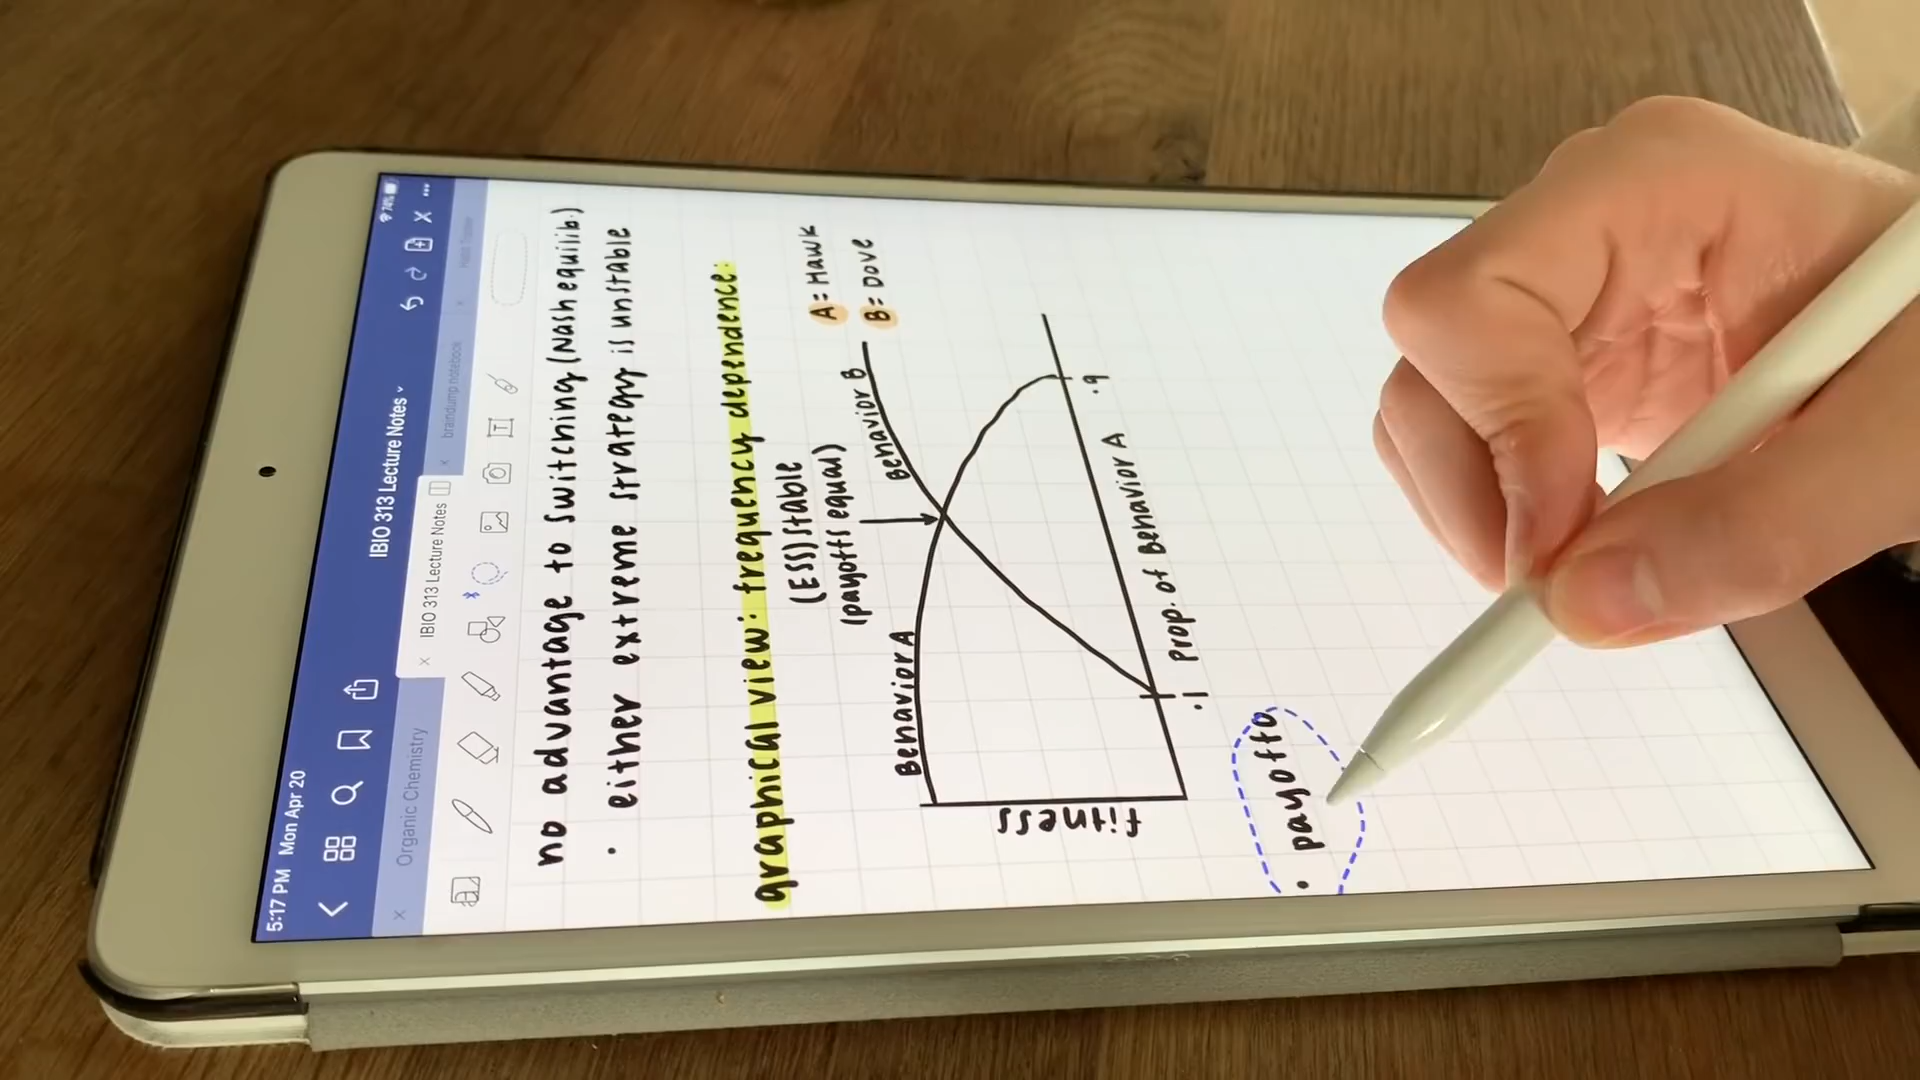 5:17 PM Mon Apr 20
74%
IBIO 313 Lecture Notes
Organic Chemistry
IBIO 313 Lecture Notes
braindump notebook
no advantage to switching (Nash equilib.)
• either extreme strategy is unstable
graphical view: frequency dependence:
A = Hawk
B = Dove
(ESS) stable
(payoffs equal)
Behavior A
Behavior B
fitness
.1
.9
Prop. of Behavior A
• payoffo